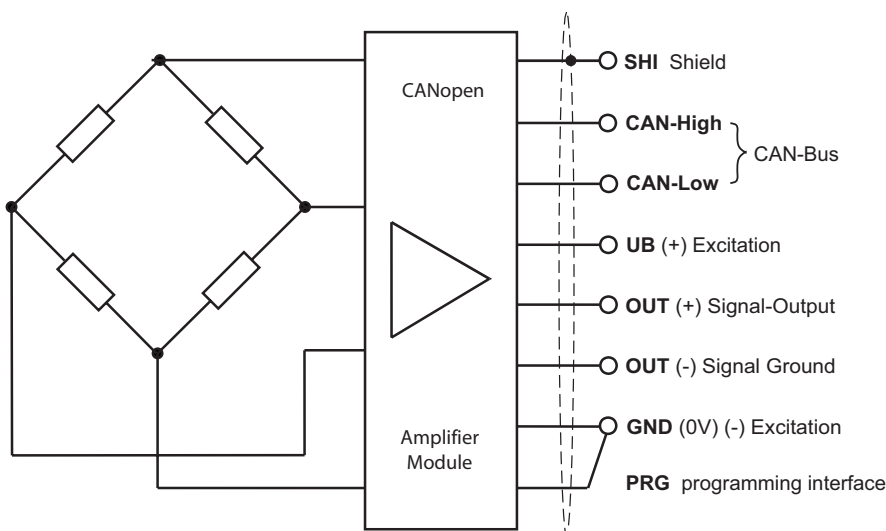 CANopen
Amplifier
Module
SHI Shield
CAN-High
CAN-Low
CAN-Bus
UB (+) Excitation
OUT (+) Signal-Output
OUT (-) Signal Ground
GND (0V) (-) Excitation
PRG programming interface